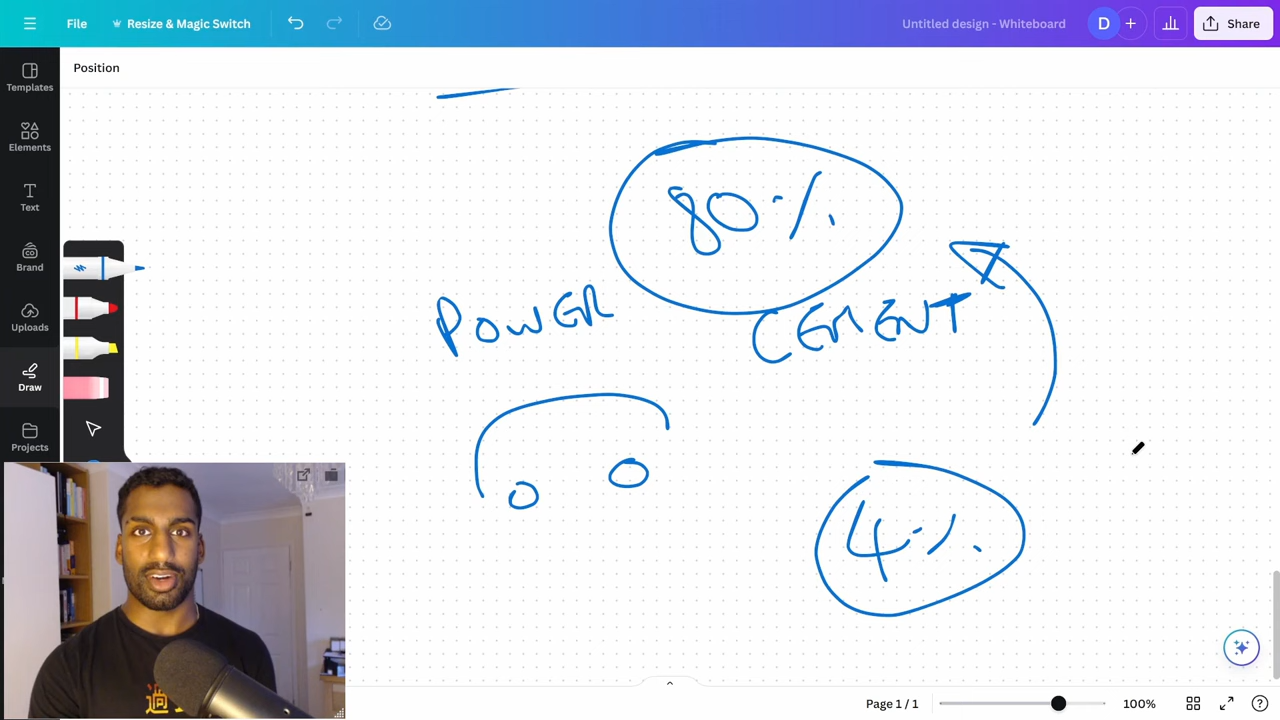 File
Resize & Magic Switch
Untitled design - Whiteboard
D
+
Share
Position
Templates
Elements
T
Text
Brand
Uploads
Draw
Projects
80%
POWER
CEMENT
4%
Page 1 / 1
100%
?